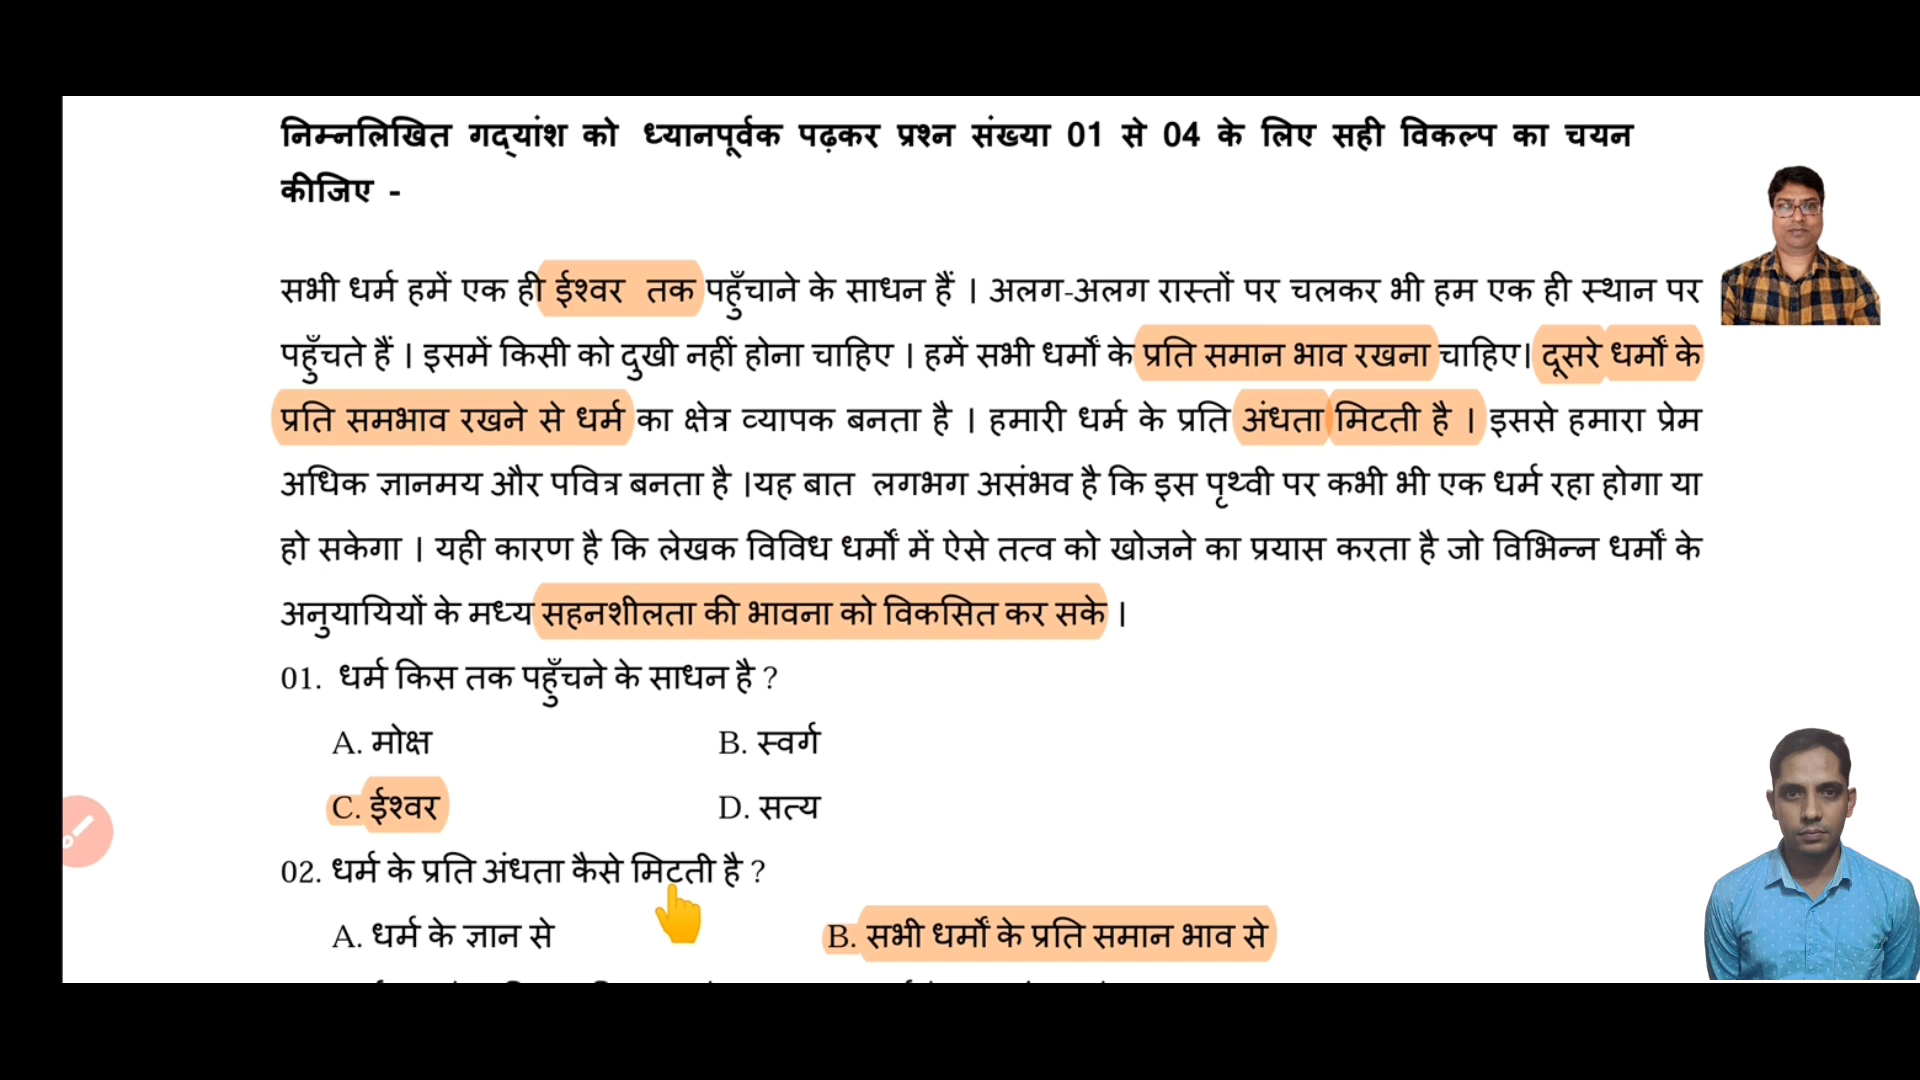 निम्नलिखित गद्यांश को ध्यानपूर्वक पढ़कर प्रश्न संख्या 01 से 04 के लिए सही विकल्प का चयन
कीजिए -
सभी धर्म हमें एक ही ईश्वर तक पहुँचाने के साधन हैं । अलग-अलग रास्तों पर चलकर भी हम एक ही स्थान पर
पहुँचते हैं । इसमें किसी को दुखी नहीं होना चाहिए । हमें सभी धर्मों के प्रति समान भाव रखना चाहिए। दूसरे धर्मों के
प्रति समभाव रखने से धर्म का क्षेत्र व्यापक बनता है । हमारी धर्म के प्रति अंधता मिटती है । इससे हमारा प्रेम
अधिक ज्ञानमय और पवित्र बनता है ।यह बात लगभग असंभव है कि इस पृथ्वी पर कभी भी एक धर्म रहा होगा या
हो सकेगा । यही कारण है कि लेखक विविध धर्मों में ऐसे तत्व को खोजने का प्रयास करता है जो विभिन्न धर्मों के
अनुयायियों के मध्य सहनशीलता की भावना को विकसित कर सके ।
01. धर्म किस तक पहुँचने के साधन है ?
A. मोक्ष B. स्वर्ग
C. ईश्वर D. सत्य
02. धर्म के प्रति अंधता कैसे मिटती है ?
A. धर्म के ज्ञान से B. सभी धर्मों के प्रति समान भाव से